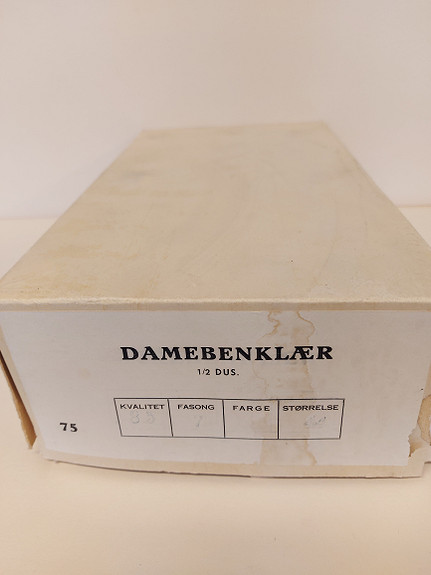 DAMEBENKLÆR
1/2 DUS.
KVALITET FASONG FARGE STØRRELSE
75